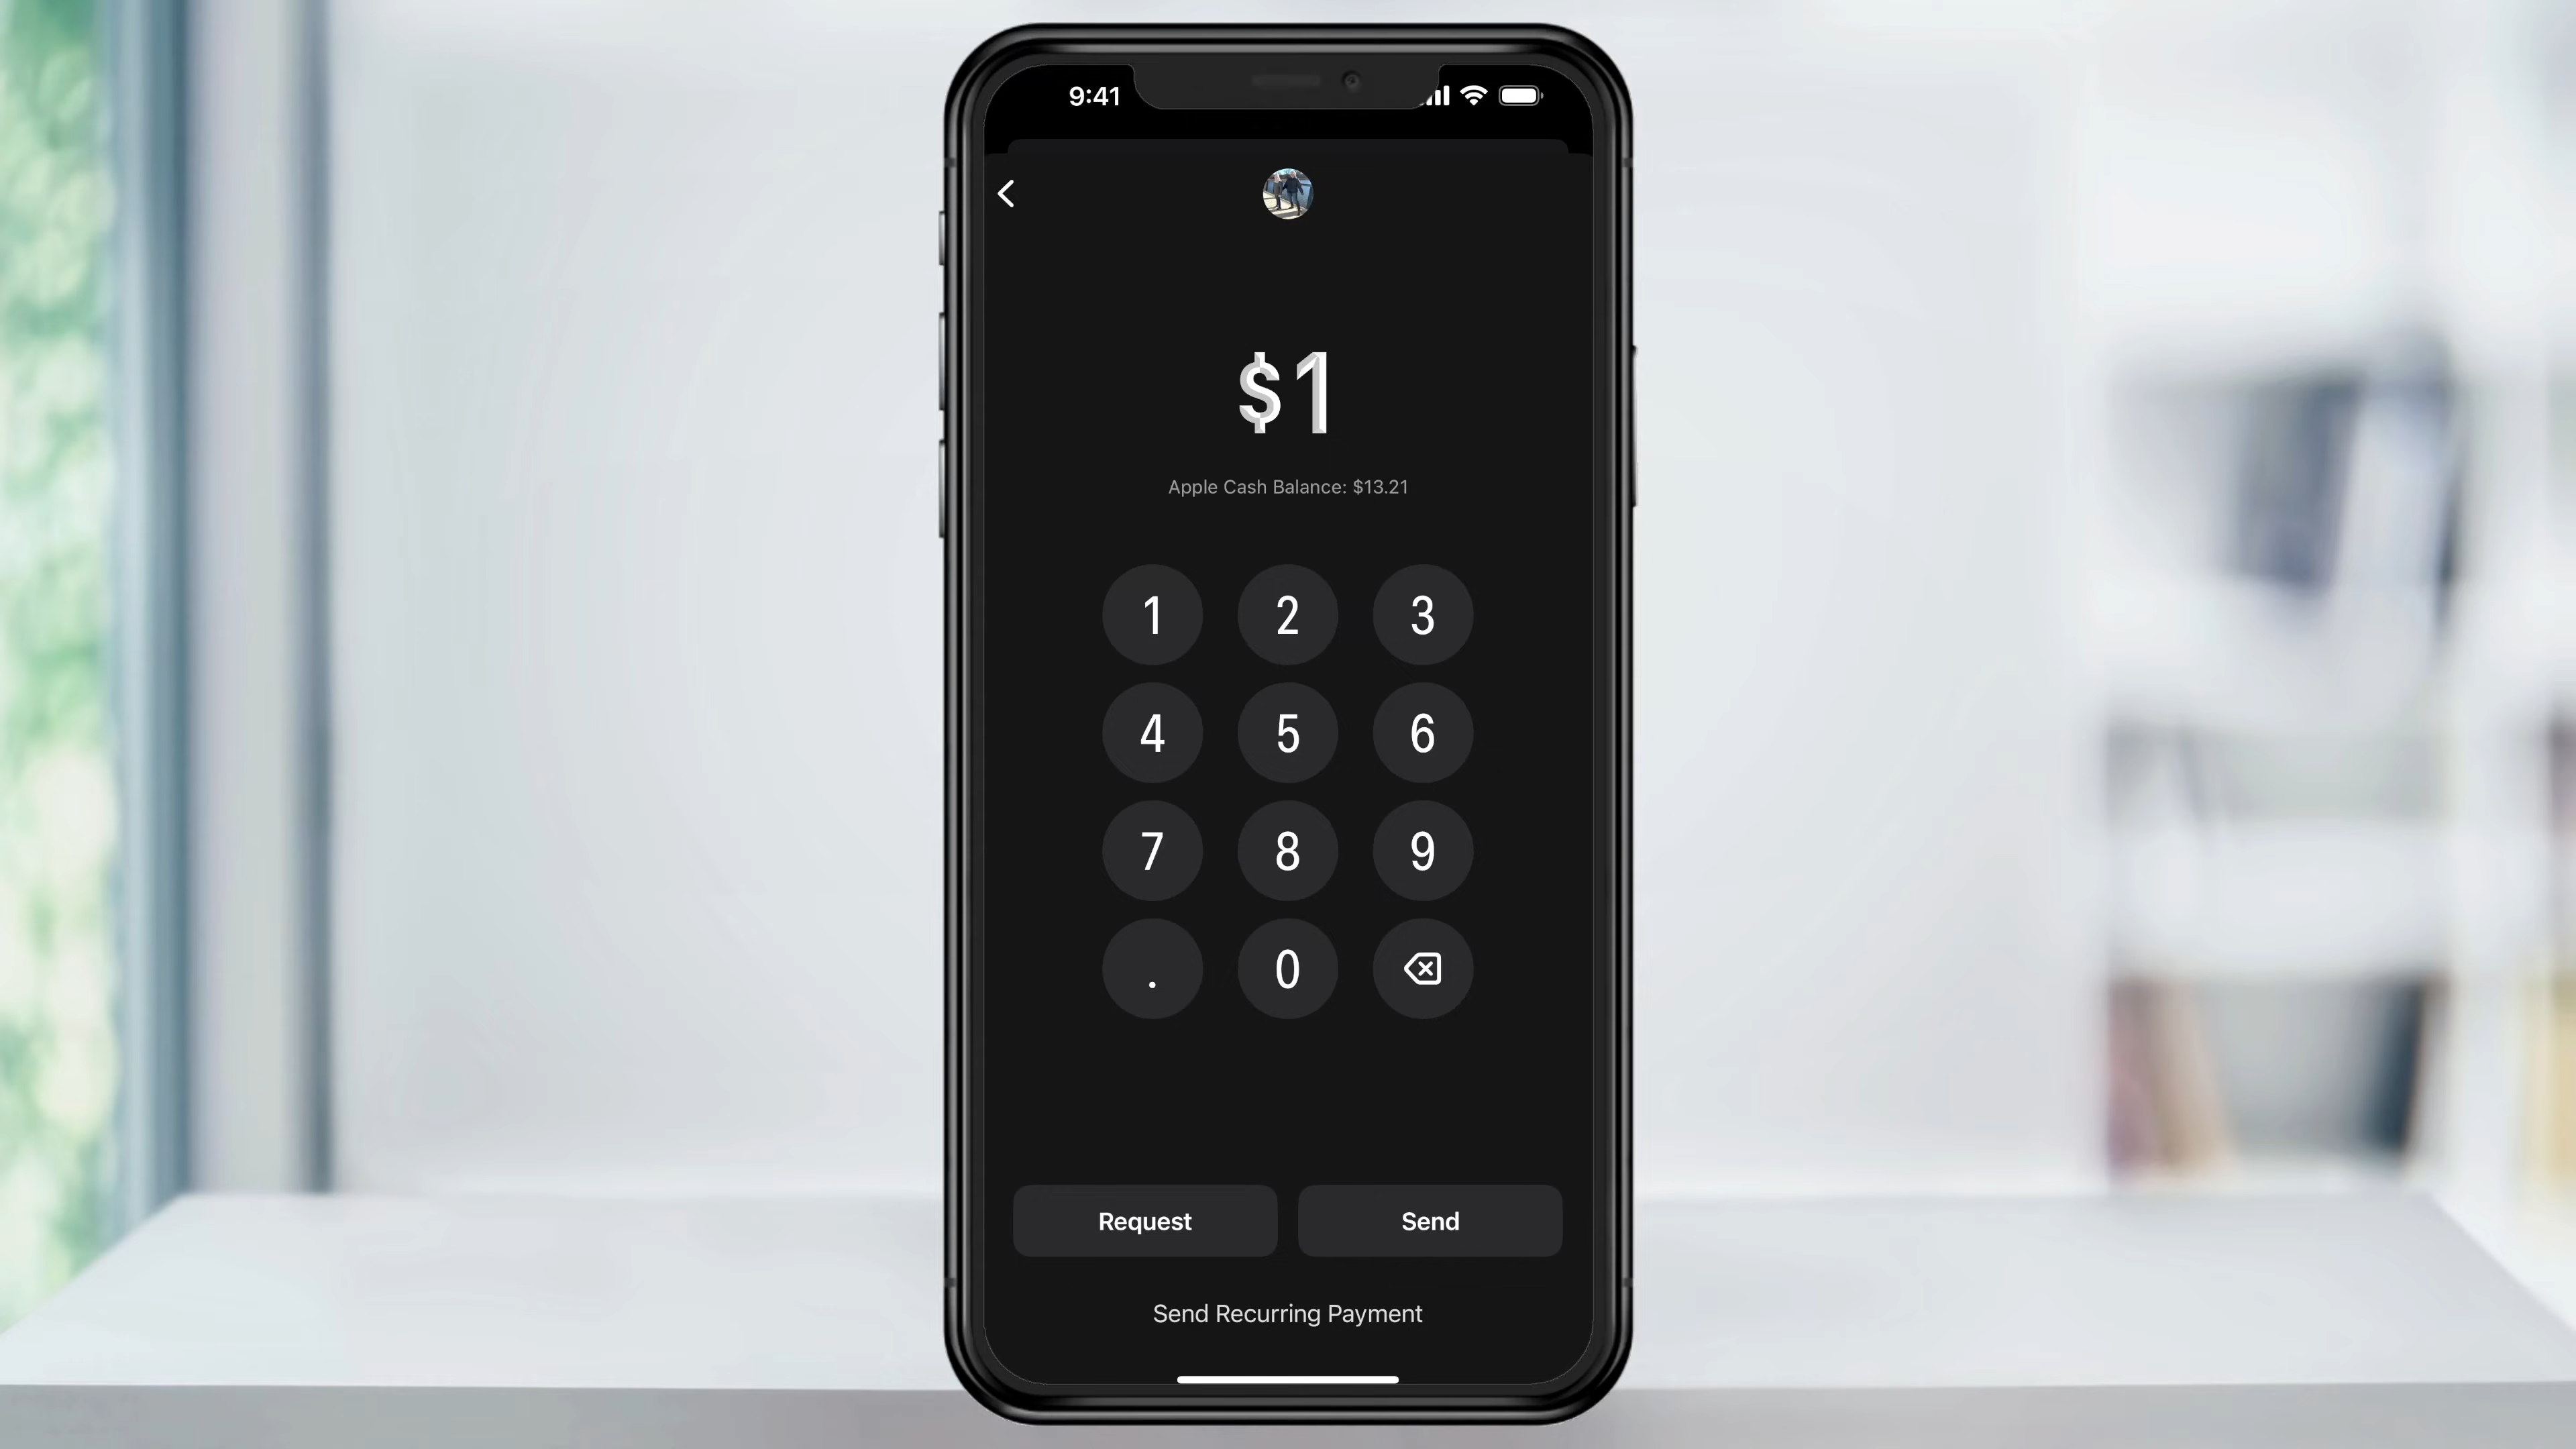 9:41
$1
Apple Cash Balance: $13.21
1 2 3
4 5 6
7 8 9
. 0
Request Send
Send Recurring Payment